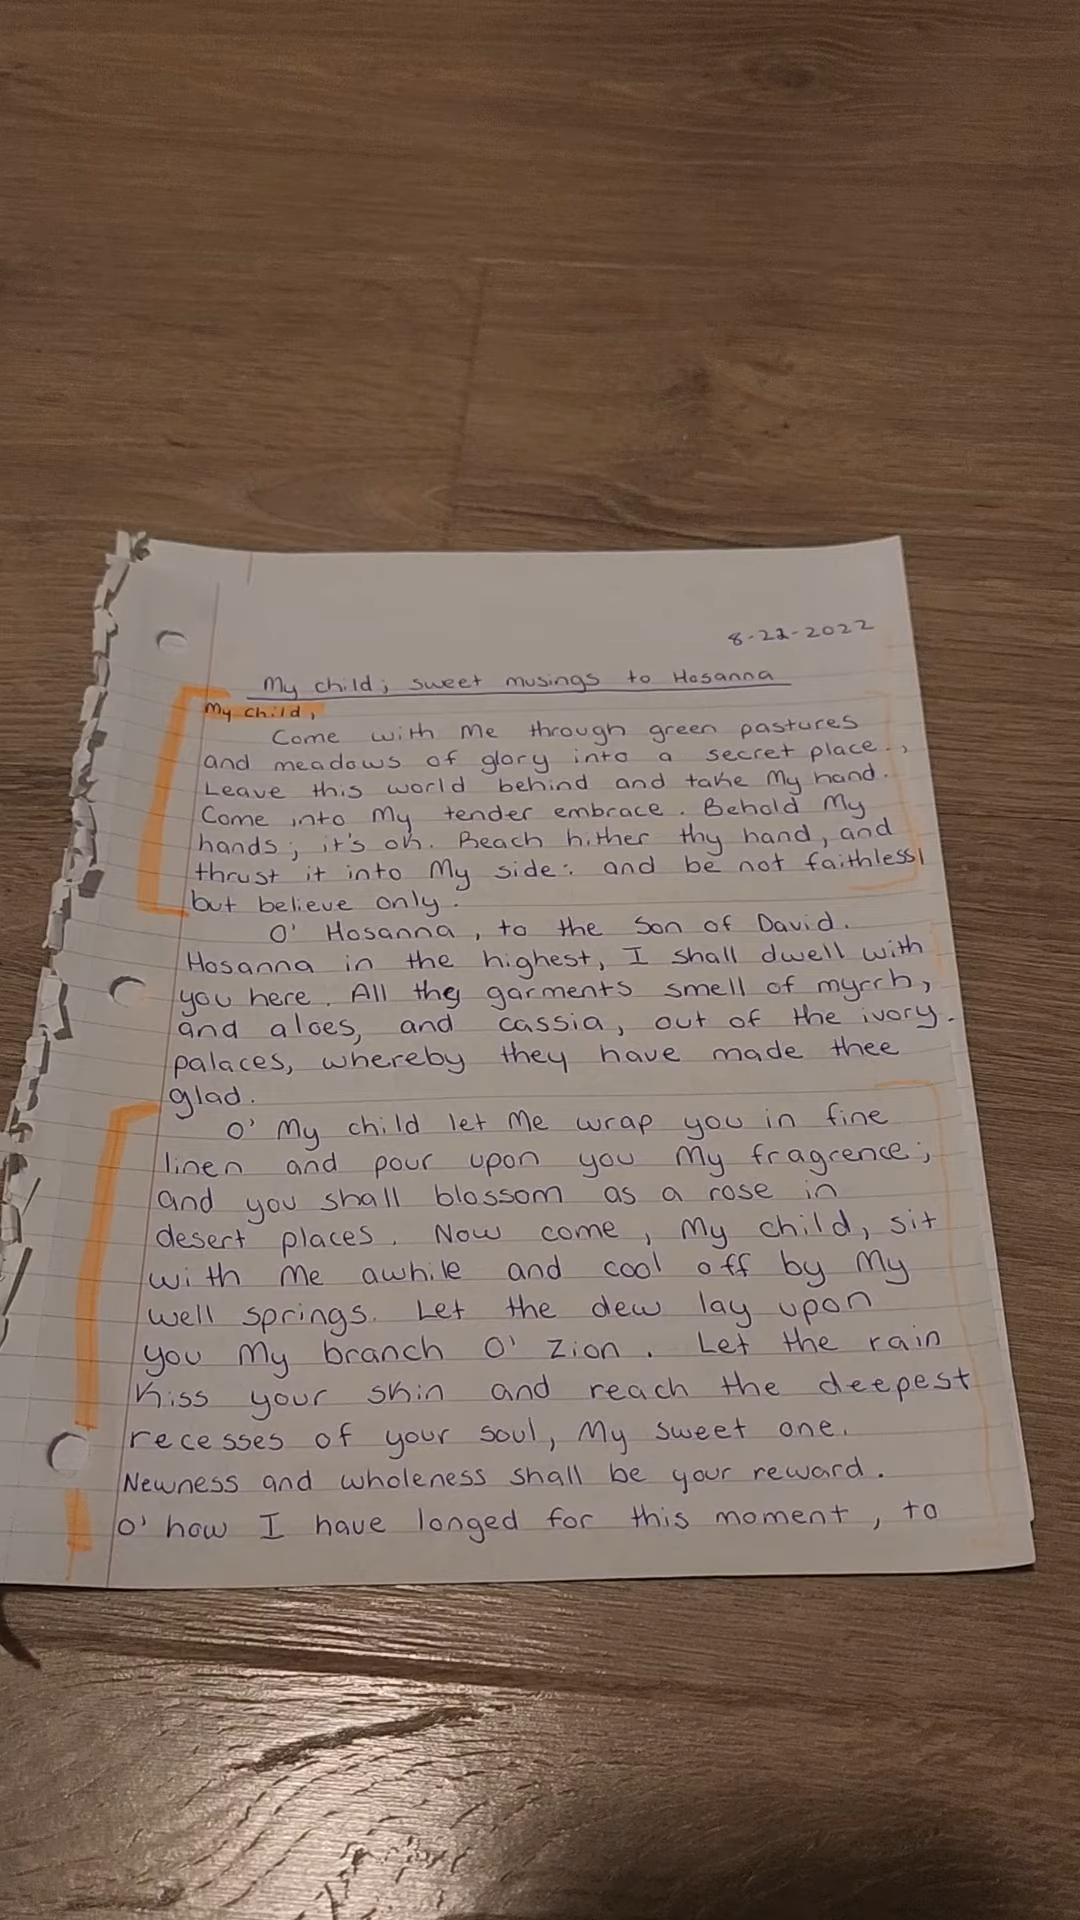 8-22-2022
My child; sweet musings to Hosanna
My child,
Come with Me through green pastures
and meadows of glory into a secret place.,
Leave this world behind and take My hand.
Come into My tender embrace. Behold My
hands; it's oh. Reach hither thy hand, and
thrust it into My side: and be not faithless
but believe only.
O' Hosanna, to the Son of David.
Hosanna in the highest, I shall dwell with
you here. All thy garments smell of myrrh,
and aloes, and cassia, out of the ivory
palaces, whereby they have made thee
glad.
O' My child let Me wrap you in fine
linen and pour upon you My fragrence;
and you shall blossom as a rose in
desert places. Now come, My child, sit
with Me awhile and cool off by My
well springs. Let the dew lay upon
you My branch O' Zion. Let the rain
kiss your skin and reach the deepest
recesses of your soul, My sweet one.
Newness and wholeness shall be your reward.
O' how I have longed for this moment, to